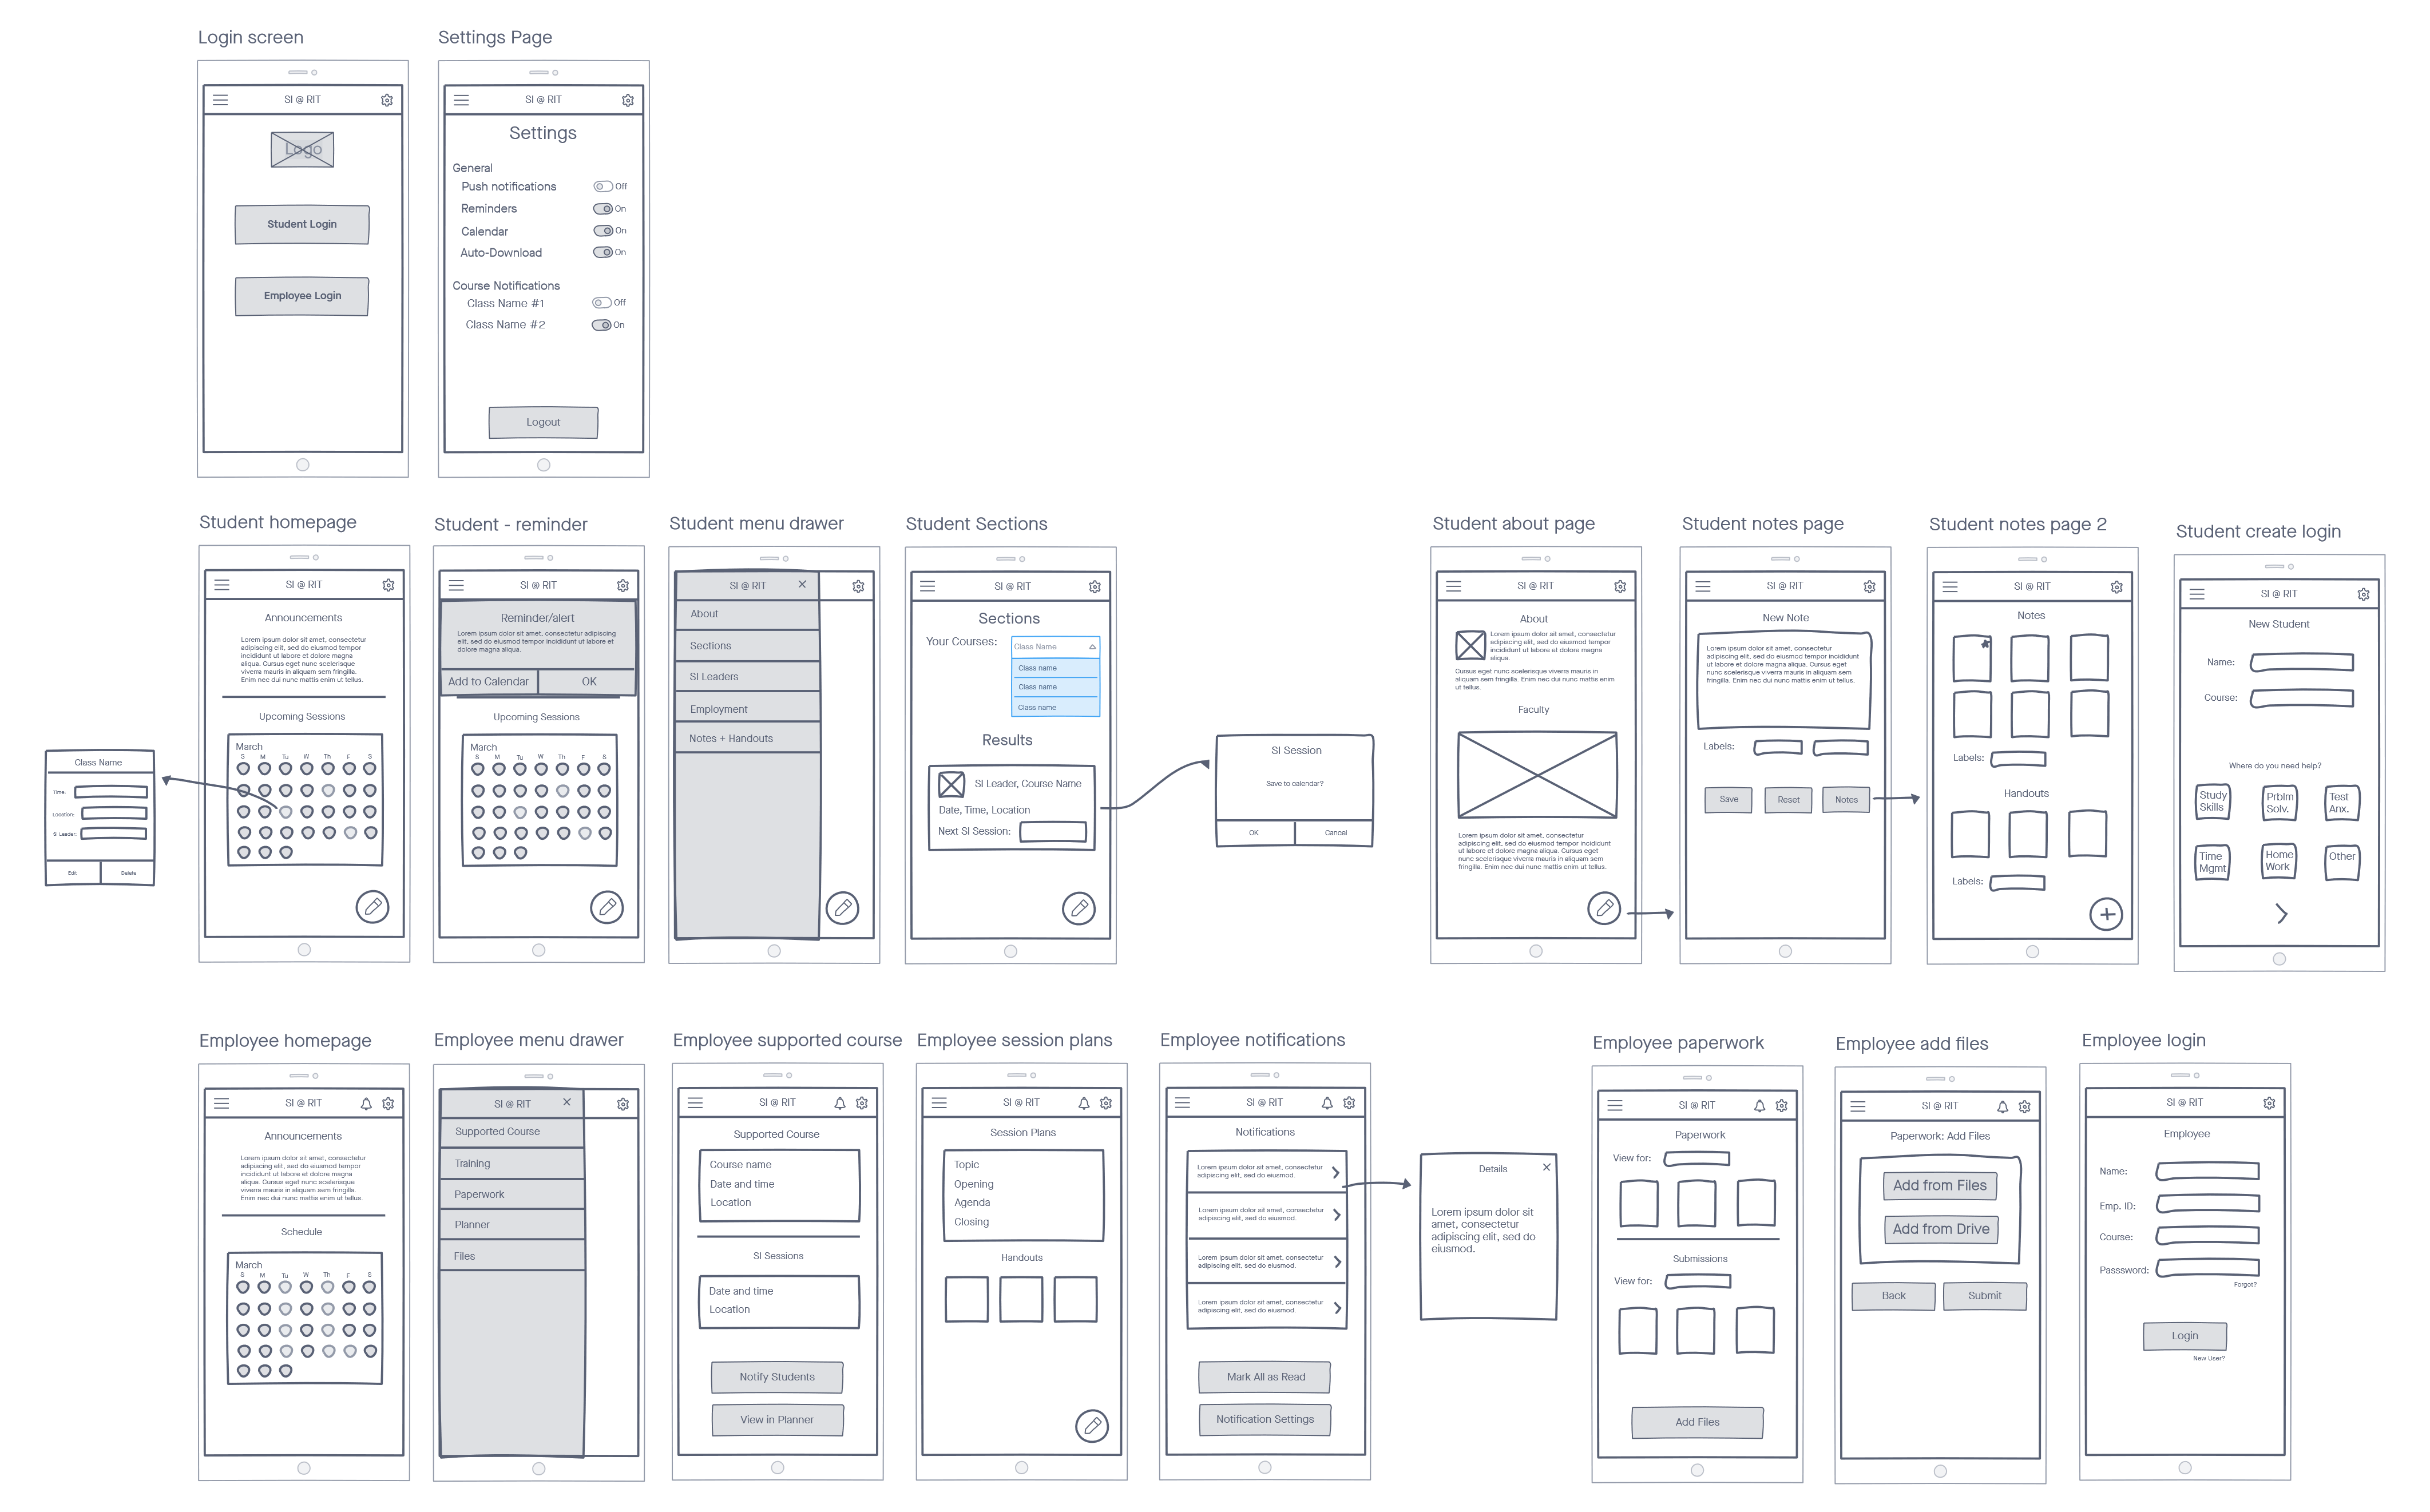 Login screen
SI @ RIT
Logo
Student Login
Employee Login
Settings Page
SI @ RIT
Settings
General
Push notifications Off
Reminders On
Calendar On
Auto-Download On
Course Notifications
Class Name #1 Off
Class Name #2 On
Logout
Class Name
Time:
Location:
SI Leader:
Edit Delete
Student homepage
SI @ RIT
Announcements
Lorem ipsum dolor sit amet, consectetur
adipiscing elit, sed do eiusmod tempor
incididunt ut labore et dolore magna
aliqua. Cursus eget nunc scelerisque
viverra mauris in aliquam sem fringilla.
Enim nec dui nunc mattis enim ut tellus.
Upcoming Sessions
March
S M Tu W Th F S
Student - reminder
SI @ RIT
Reminder/alert
Lorem ipsum dolor sit amet, consectetur adipiscing
elit, sed do eiusmod tempor incididunt ut labore et
dolore magna aliqua.
Add to Calendar OK
Upcoming Sessions
March
S M Tu W Th F S
Student menu drawer
SI @ RIT
About
Sections
SI Leaders
Employment
Notes + Handouts
Student Sections
SI @ RIT
Sections
Your Courses: Class Name
Class name
Class name
Class name
Results
SI Leader, Course Name
Date, Time, Location
Next SI Session:
SI Session
Save to calendar?
OK Cancel
Student about page
SI @ RIT
About
Lorem ipsum dolor sit amet, consectetur
adipiscing elit, sed do eiusmod tempor
incididunt ut labore et dolore magna
aliqua.
Cursus eget nunc scelerisque viverra mauris in
aliquam sem fringilla. Enim nec dui nunc mattis enim
ut tellus.
Faculty
Lorem ipsum dolor sit amet, consectetur
adipiscing elit, sed do eiusmod tempor incididunt
ut labore et dolore magna aliqua. Cursus eget
nunc scelerisque viverra mauris in aliquam sem
fringilla. Enim nec dui nunc mattis enim ut tellus.
Student notes page
SI @ RIT
New Note
Lorem ipsum dolor sit amet, consectetur
adipiscing elit, sed do eiusmod tempor incididunt
ut labore et dolore magna aliqua. Cursus eget
nunc scelerisque viverra mauris in aliquam sem
fringilla. Enim nec dui nunc mattis enim ut tellus.
Labels:
Save Reset Notes
Student notes page 2
SI @ RIT
Notes
Labels:
Handouts
Labels:
Student create login
SI @ RIT
New Student
Name:
Course:
Where do you need help?
Study Skills
Prblm Solv.
Test Anx.
Time Mgmt
Home Work
Other
Employee homepage
SI @ RIT
Announcements
Lorem ipsum dolor sit amet, consectetur
adipiscing elit, sed do eiusmod tempor
incididunt ut labore et dolore magna
aliqua. Cursus eget nunc scelerisque
viverra mauris in aliquam sem fringilla.
Enim nec dui nunc mattis enim ut tellus.
Schedule
March
S M Tu W Th F S
Employee menu drawer
SI @ RIT
Supported Course
Training
Paperwork
Planner
Files
Employee supported course
SI @ RIT
Supported Course
Course name
Date and time
Location
SI Sessions
Date and time
Location
Notify Students
View in Planner
Employee session plans
SI @ RIT
Session Plans
Topic
Opening
Agenda
Closing
Handouts
Employee notifications
SI @ RIT
Notifications
Lorem ipsum dolor sit amet, consectetur
adipiscing elit, sed do eiusmod.
Lorem ipsum dolor sit amet, consectetur
adipiscing elit, sed do eiusmod.
Lorem ipsum dolor sit amet, consectetur
adipiscing elit, sed do eiusmod.
Lorem ipsum dolor sit amet, consectetur
adipiscing elit, sed do eiusmod.
Mark All as Read
Notification Settings
Details
Lorem ipsum dolor sit
amet, consectetur
adipiscing elit, sed do
eiusmod.
Employee paperwork
SI @ RIT
Paperwork
View for:
Submissions
View for:
Add Files
Employee add files
SI @ RIT
Paperwork: Add Files
Add from Files
Add from Drive
Back Submit
Employee login
SI @ RIT
Employee
Name:
Emp. ID:
Course:
Passsword:
Forgot?
Login
New User?